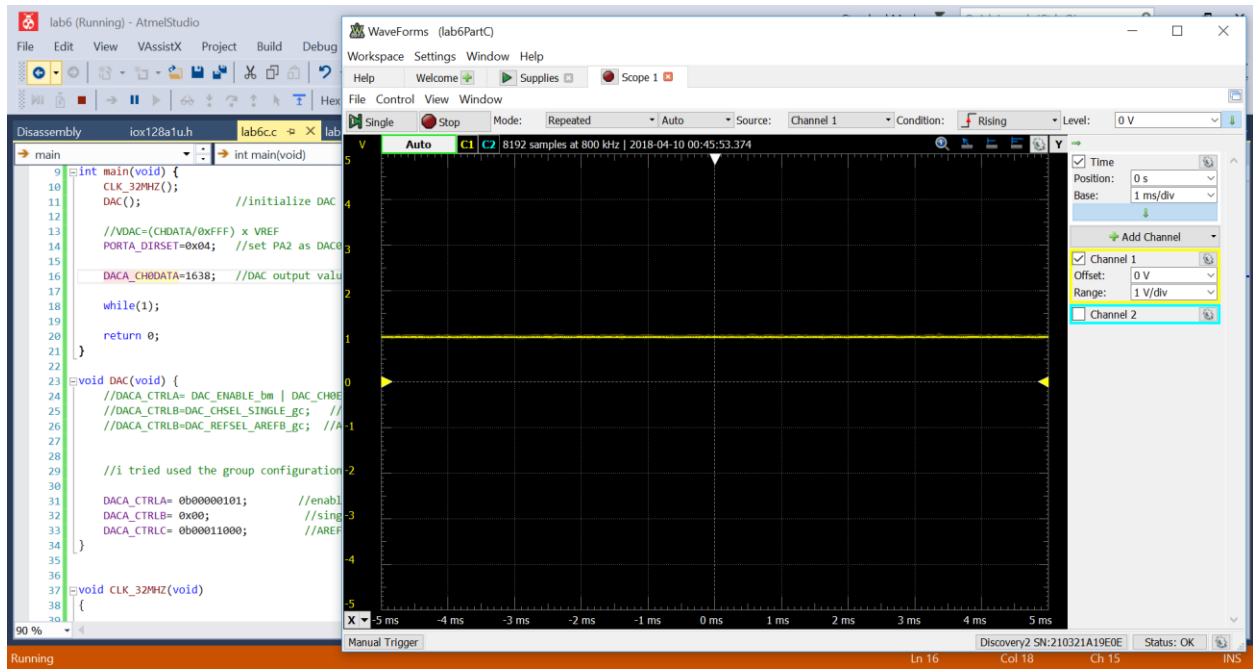 lab6 (Running) - AtmelStudio
File Edit View VAssistX Project Build Debug
Hex
Disassembly iox128a1u.h lab6c.c lab
main int main(void)
9 int main(void) {
10 CLK_32MHZ();
11 DAC(); //initialize DAC
12
13 //VDAC=(CHDATA/0xFFF) x VREF
14 PORTA_DIRSET=0x04; //set PA2 as DAC0
15
16 DACA_CH0DATA=1638; //DAC output valu
17
18 while(1);
19
20 return 0;
21 }
22
23 void DAC(void) {
24 //DACA_CTRLA= DAC_ENABLE_bm | DAC_CH0E
25 //DACA_CTRLB=DAC_CHSEL_SINGLE_gc; //
26 //DACA_CTRLB=DAC_REFSEL_AREFB_gc; //A
27
28
29 //i tried used the group configuration
30
31 DACA_CTRLA= 0b00000101; //enabl
32 DACA_CTRLB= 0x00; //sing
33 DACA_CTRLC= 0b00011000; //AREF
34 }
35
36
37 void CLK_32MHZ(void)
38 {
39
90 %
Running Ln 16 Col 18 Ch 15 INS
WaveForms (lab6PartC)
Workspace Settings Window Help
Help Welcome Supplies Scope 1
File Control View Window
Single Stop Mode: Repeated Auto Source: Channel 1 Condition: Rising Level: 0 V
V Auto C1 C2 8192 samples at 800 kHz | 2018-04-10 00:45:53.374 Y
5
4
3
2
1
0
-1
-2
-3
-4
-5
X -5 ms -4 ms -3 ms -2 ms -1 ms 0 ms 1 ms 2 ms 3 ms 4 ms 5 ms
Time
Position: 0 s
Base: 1 ms/div
Add Channel
Channel 1
Offset: 0 V
Range: 1 V/div
Channel 2
Manual Trigger Discovery2 SN:210321A19E0E Status: OK